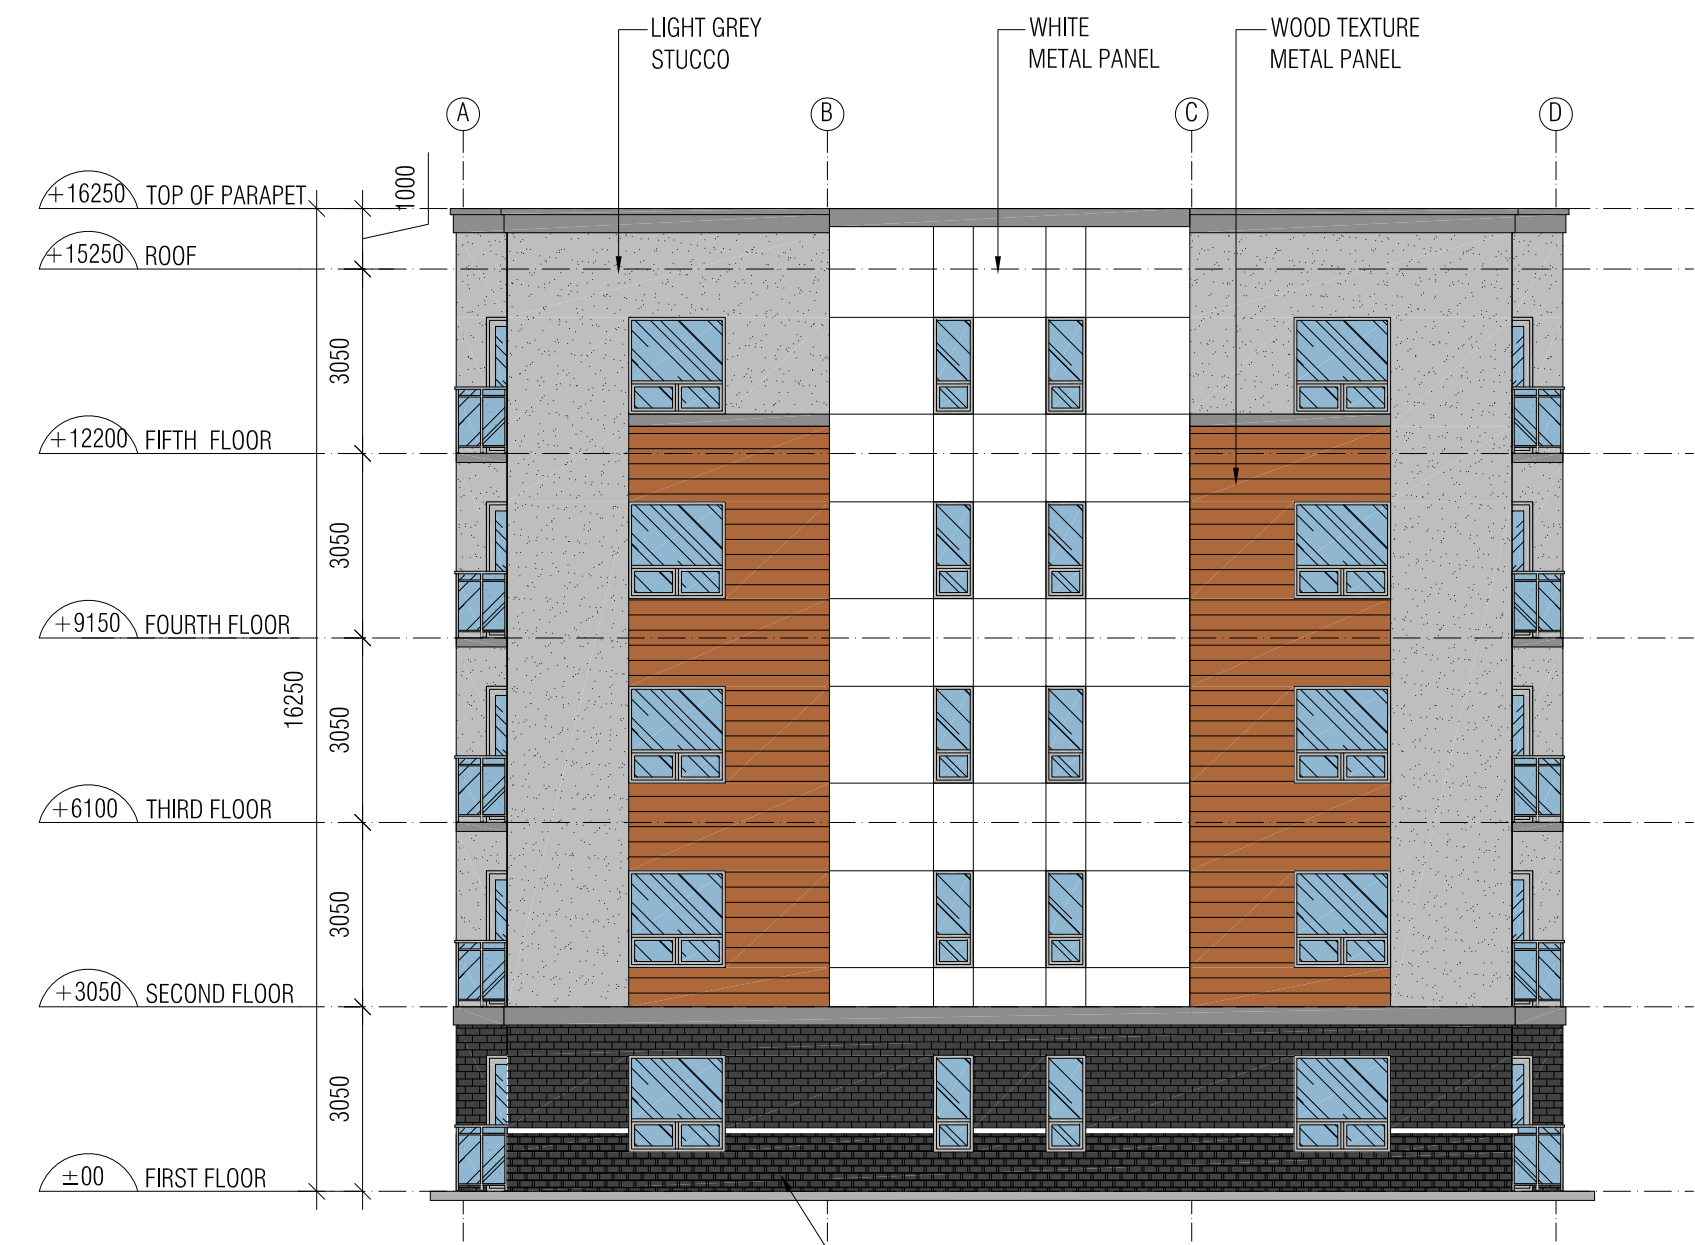 LIGHT GREY
STUCCO
WHITE
METAL PANEL
WOOD TEXTURE
METAL PANEL
A
B
C
D
+16250 TOP OF PARAPET
1000
+15250 ROOF
3050
+12200 FIFTH FLOOR
3050
+9150 FOURTH FLOOR
16250
3050
+6100 THIRD FLOOR
3050
+3050 SECOND FLOOR
3050
±00 FIRST FLOOR